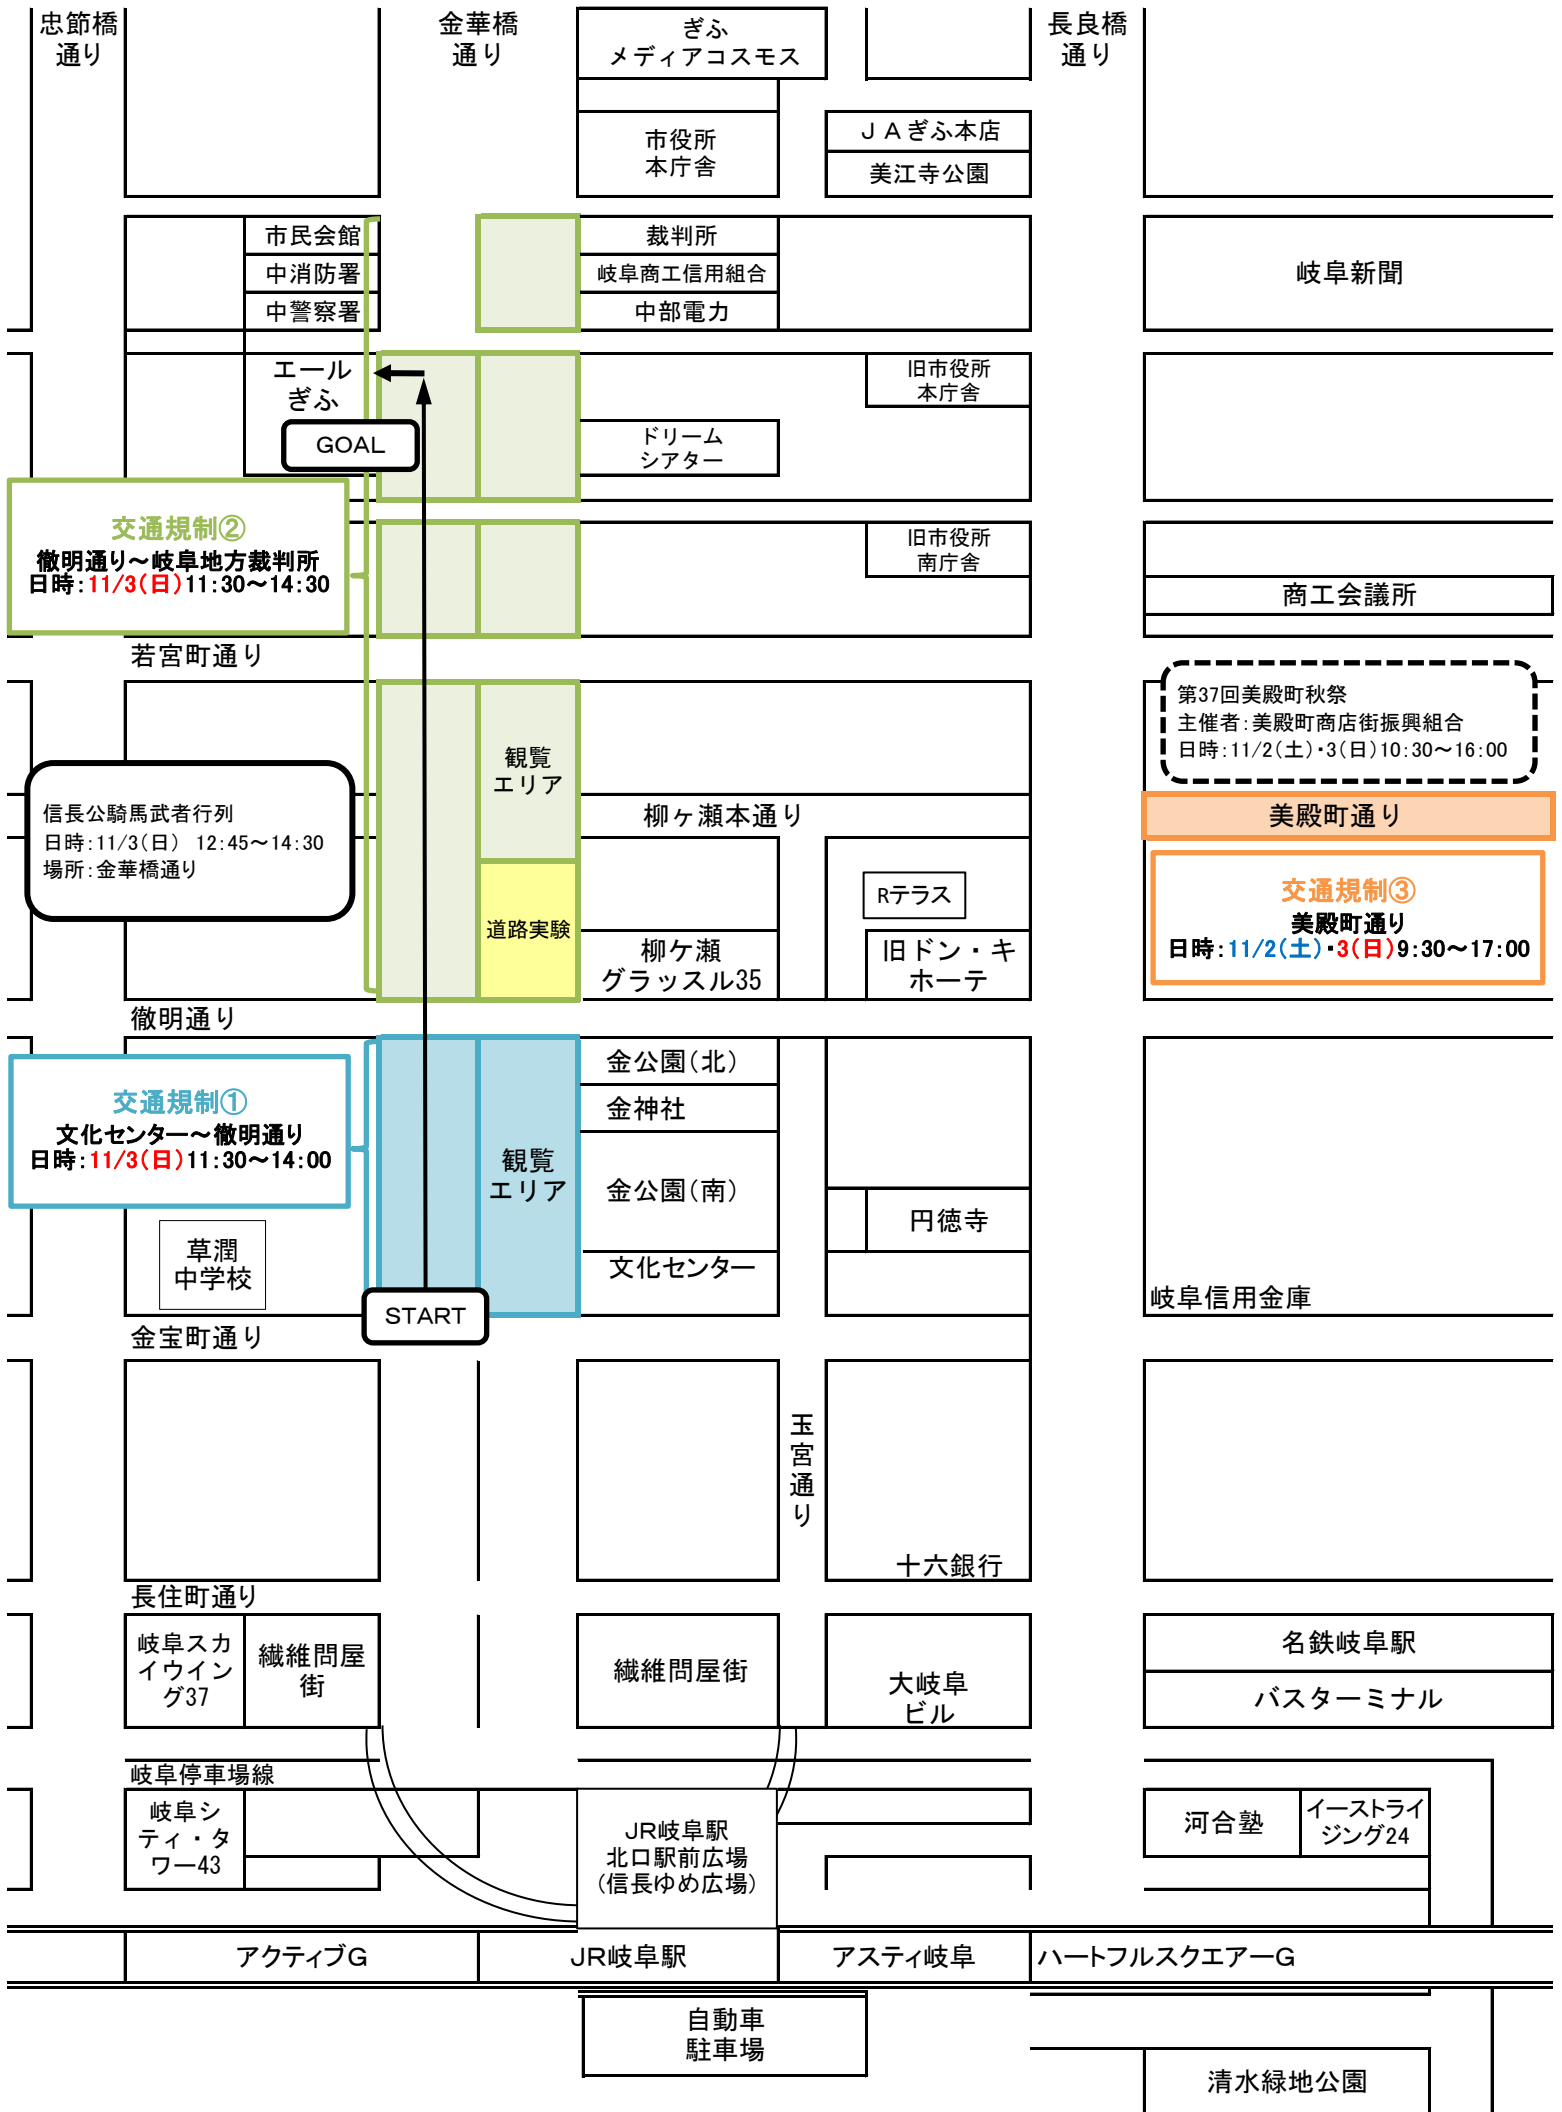 忠節橋
通り
金華橋
通り
ぎふ
メディアコスモス
長良橋
通り
市役所
本庁舎
ＪＡぎふ本店
美江寺公園
市民会館
中消防署
中警察署
裁判所
岐阜商工信用組合
中部電力
岐阜新聞
エール
ぎふ
GOAL
旧市役所
本庁舎
ドリーム
シアター
交通規制②
徹明通り～岐阜地方裁判所
日時：11/3(日)11:30～14:30
旧市役所
南庁舎
商工会議所
若宮町通り
第37回美殿町秋祭
主催者：美殿町商店街振興組合
日時：11/2(土)・3(日)10:30～16:00
観覧
エリア
信長公騎馬武者行列
日時：11/3(日) 12:45～14:30
場所：金華橋通り
柳ヶ瀬本通り
美殿町通り
Rテラス
交通規制③
美殿町通り
日時：11/2(土)・3(日)9:30～17:00
道路実験
柳ケ瀬
グラッスル35
旧ドン・キ
ホーテ
徹明通り
交通規制①
文化センター～徹明通り
日時：11/3(日)11:30～14:00
金公園(北)
金神社
観覧
エリア
金公園(南)
円徳寺
草潤
中学校
文化センター
START
岐阜信用金庫
金宝町通り
玉宮通り
十六銀行
長住町通り
岐阜スカ
イウイン
グ37
繊維問屋
街
繊維問屋街
大岐阜
ビル
名鉄岐阜駅
バスターミナル
岐阜停車場線
岐阜シ
ティ・タ
ワー43
JR岐阜駅
北口駅前広場
(信長ゆめ広場)
河合塾
イーストライ
ジング24
アクティブG
JR岐阜駅
アスティ岐阜
ハートフルスクエアーG
自動車
駐車場
清水緑地公園